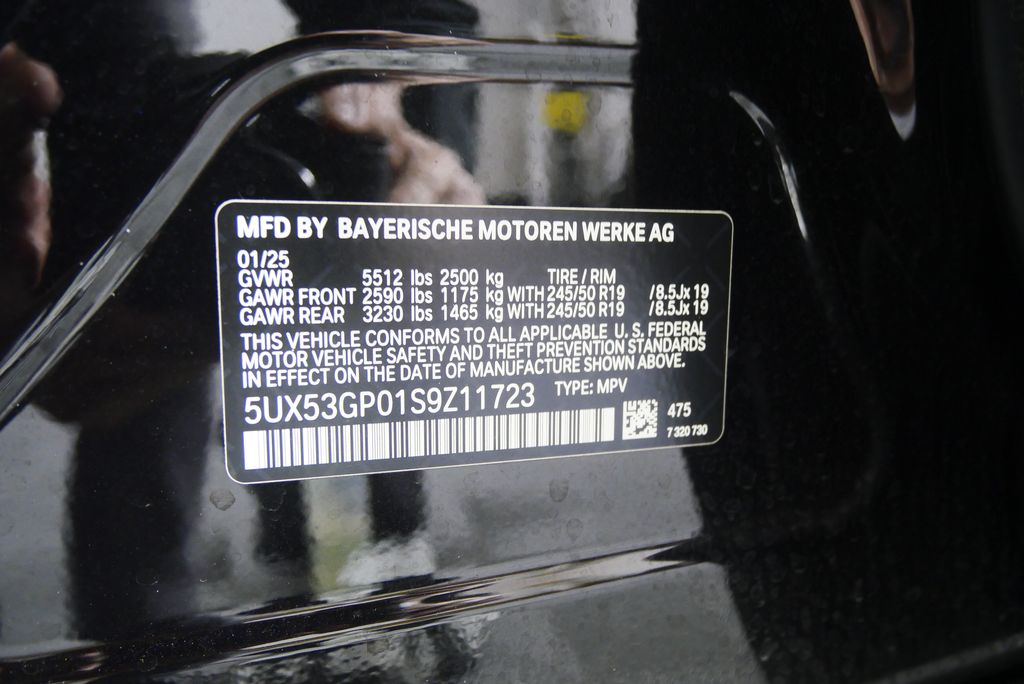 MFD BY BAYERISCHE MOTOREN WERKE AG
01/25
GVWR 5512 lbs 2500 kg TIRE / RIM
GAWR FRONT 2590 lbs 1175 kg WITH 245/50 R19 /8.5Jx 19
GAWR REAR 3230 lbs 1465 kg WITH 245/50 R19 /8.5Jx 19
THIS VEHICLE CONFORMS TO ALL APPLICABLE U. S. FEDERAL
MOTOR VEHICLE SAFETY AND THEFT PREVENTION STANDARDS
IN EFFECT ON THE DATE OF MANUFACTURE SHOWN ABOVE.
5UX53GP01S9Z11723 TYPE: MPV
475
7 320 730